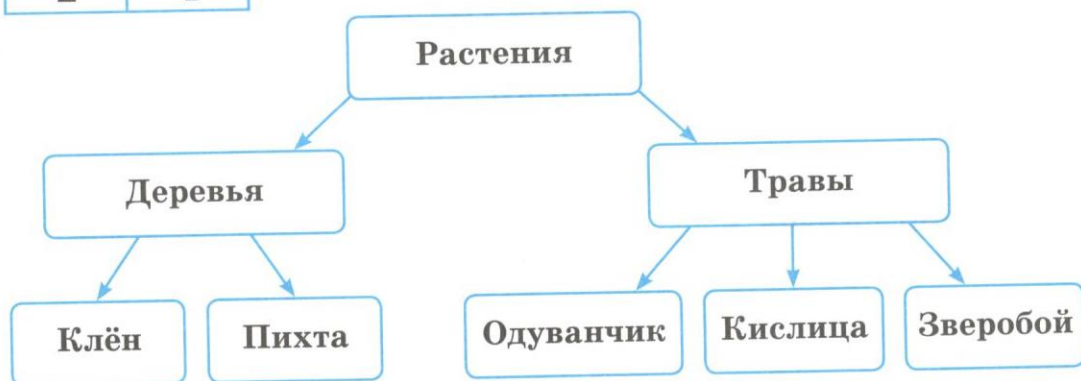 Растения
Деревья
Травы
Клён
Пихта
Одуванчик
Кислица
Зверобой